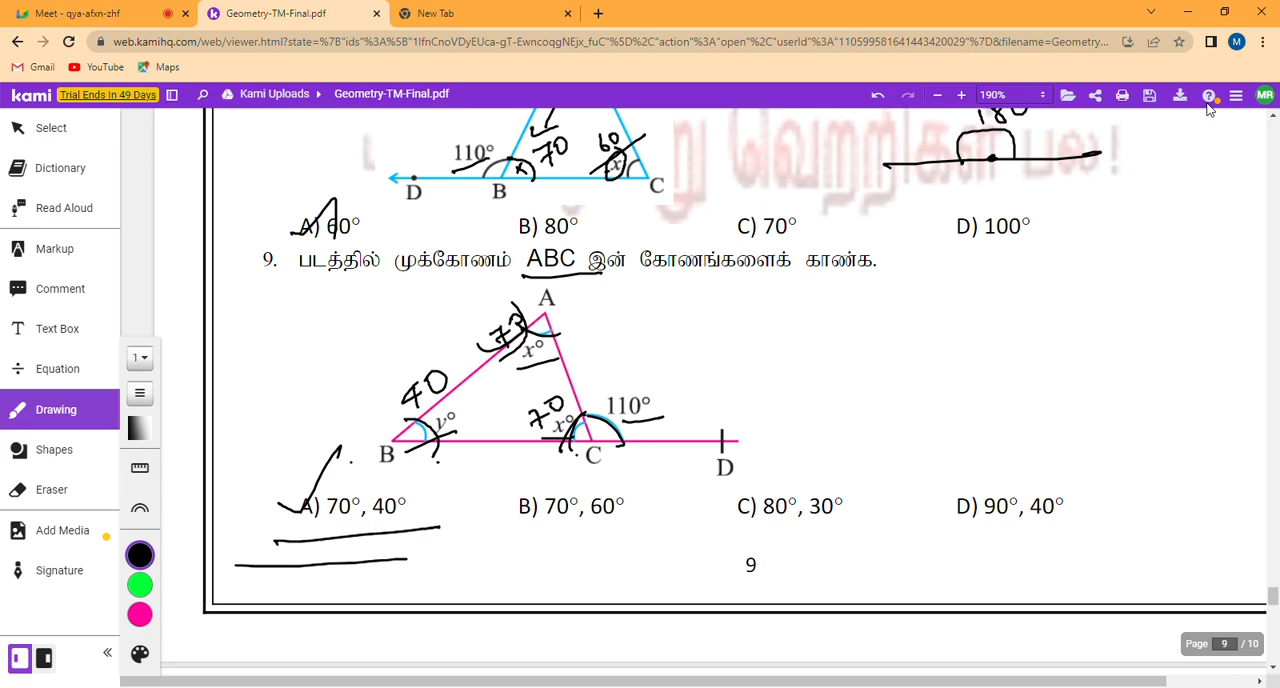 Meet - qya-afxn-zhf
Geometry-TM-Final.pdf
New Tab
web.kamihq.com/web/viewer.html?state=%7B"ids"%3A%5B"1IfnCnoVDyEUca-gT-EwncoqgNEjx_fuC"%5D%2C"action"%3A"open"%2C"userId"%3A"110599581641443420029"%7D&filename=Geometry...
M
Gmail YouTube Maps
kami Trial Ends In 49 Days Kami Uploads Geometry-TM-Final.pdf 190% MR
Select
Dictionary
Read Aloud
Markup
Comment
Text Box
Equation
Drawing
Shapes
Eraser
Add Media
Signature
1
180
60
70
110° x x
D B C
A) 60° B) 80° C) 70° D) 100°
9. படத்தில் முக்கோணம் ABC இன் கோணங்களைக் காண்க.
A
x°
40
70 110°
y° x°
B C
D
A) 70°, 40° B) 70°, 60° C) 80°, 30° D) 90°, 40°
9
Page 9 / 10